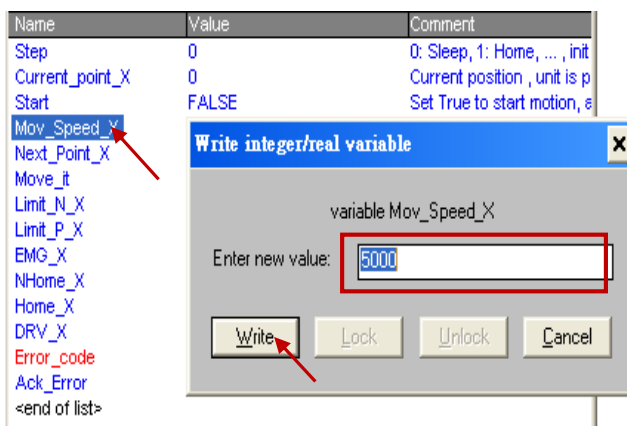 Name Value Comment
Step 0 0: Sleep, 1: Home, ... , init
Current_point_X 0 Current position , unit is p
Start FALSE Set True to start motion, a
Mov_Speed_X
Next_Point_X
Move_it
Limit_N_X
Limit_P_X
EMG_X
NHome_X
Home_X
DRV_X
Error_code
Ack_Error
<end of list>
Write integer/real variable
variable Mov_Speed_X
Enter new value: 5000
Write Lock Unlock Cancel